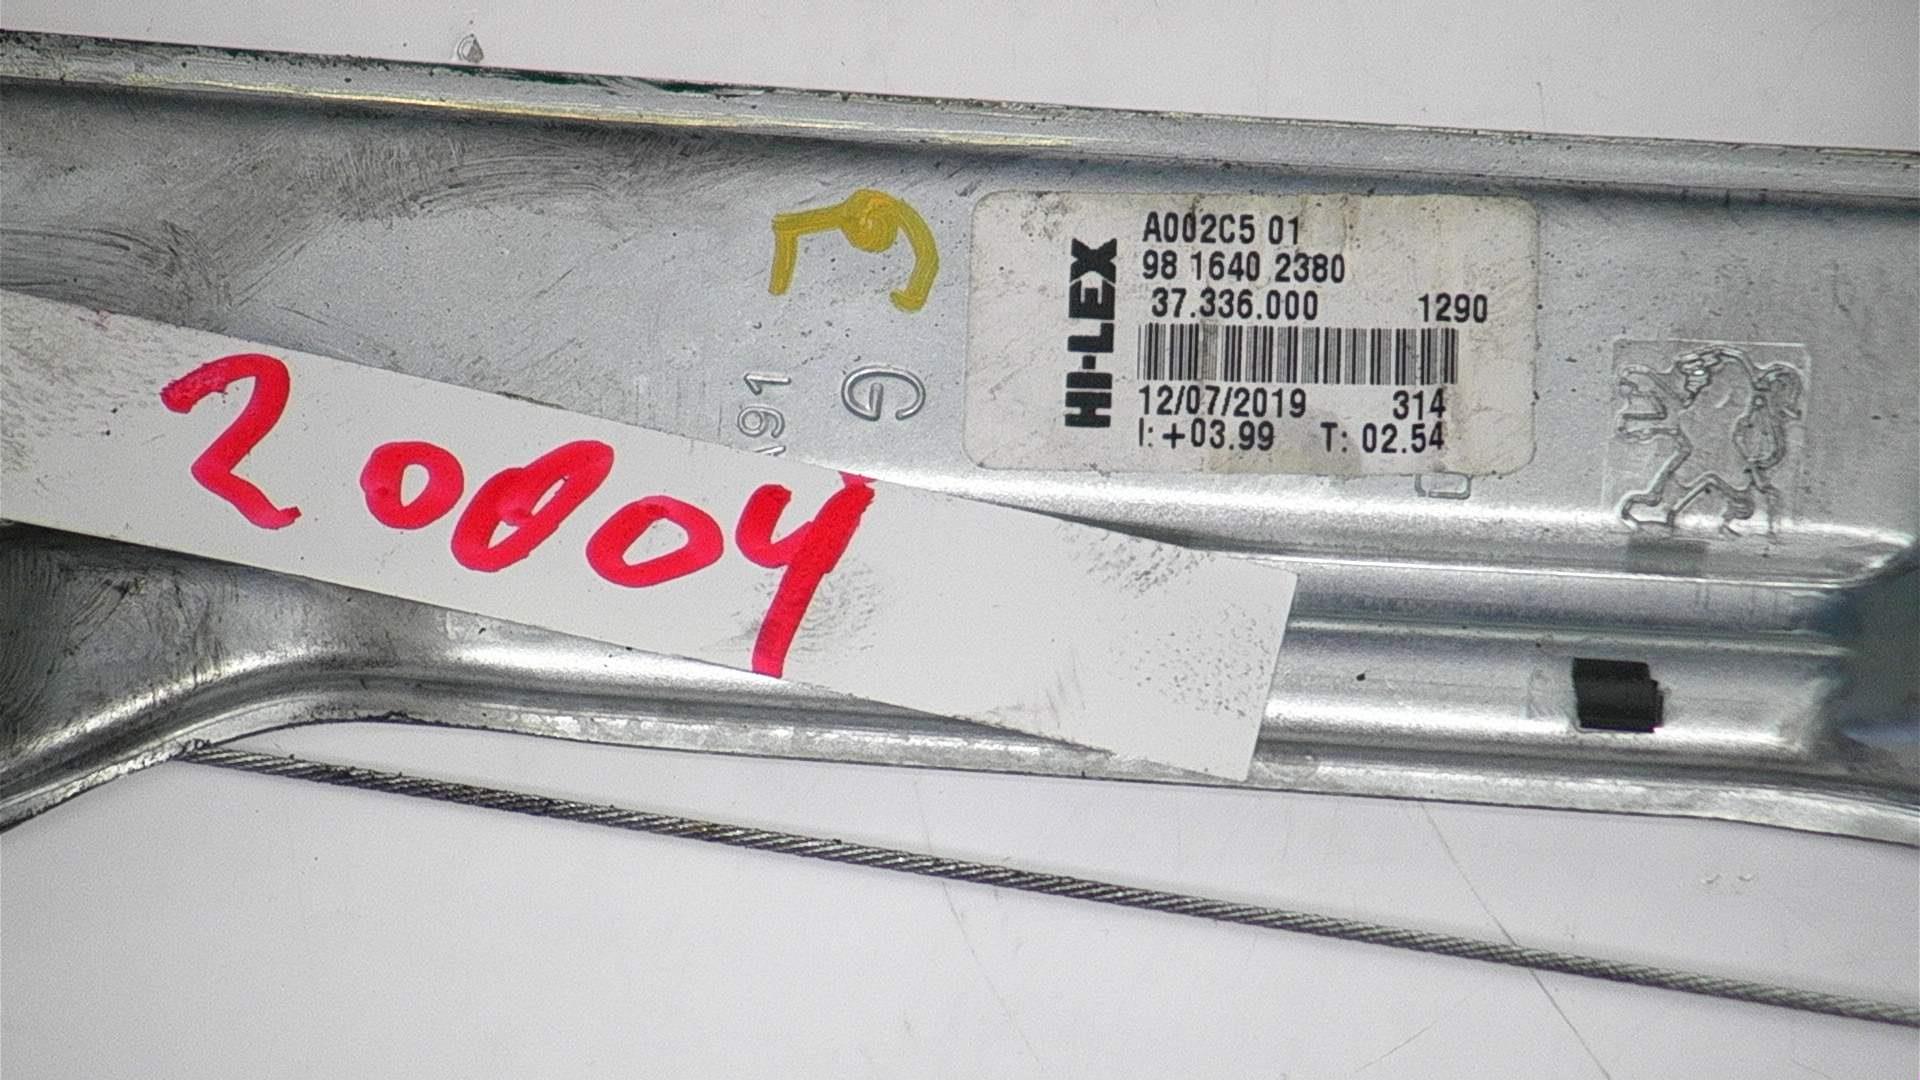 A002C5 01
98 1640 2380
37.336.000 1290
HI-LEX
12/07/2019 314
I: +03.99 T: 02.54
G
91
20004